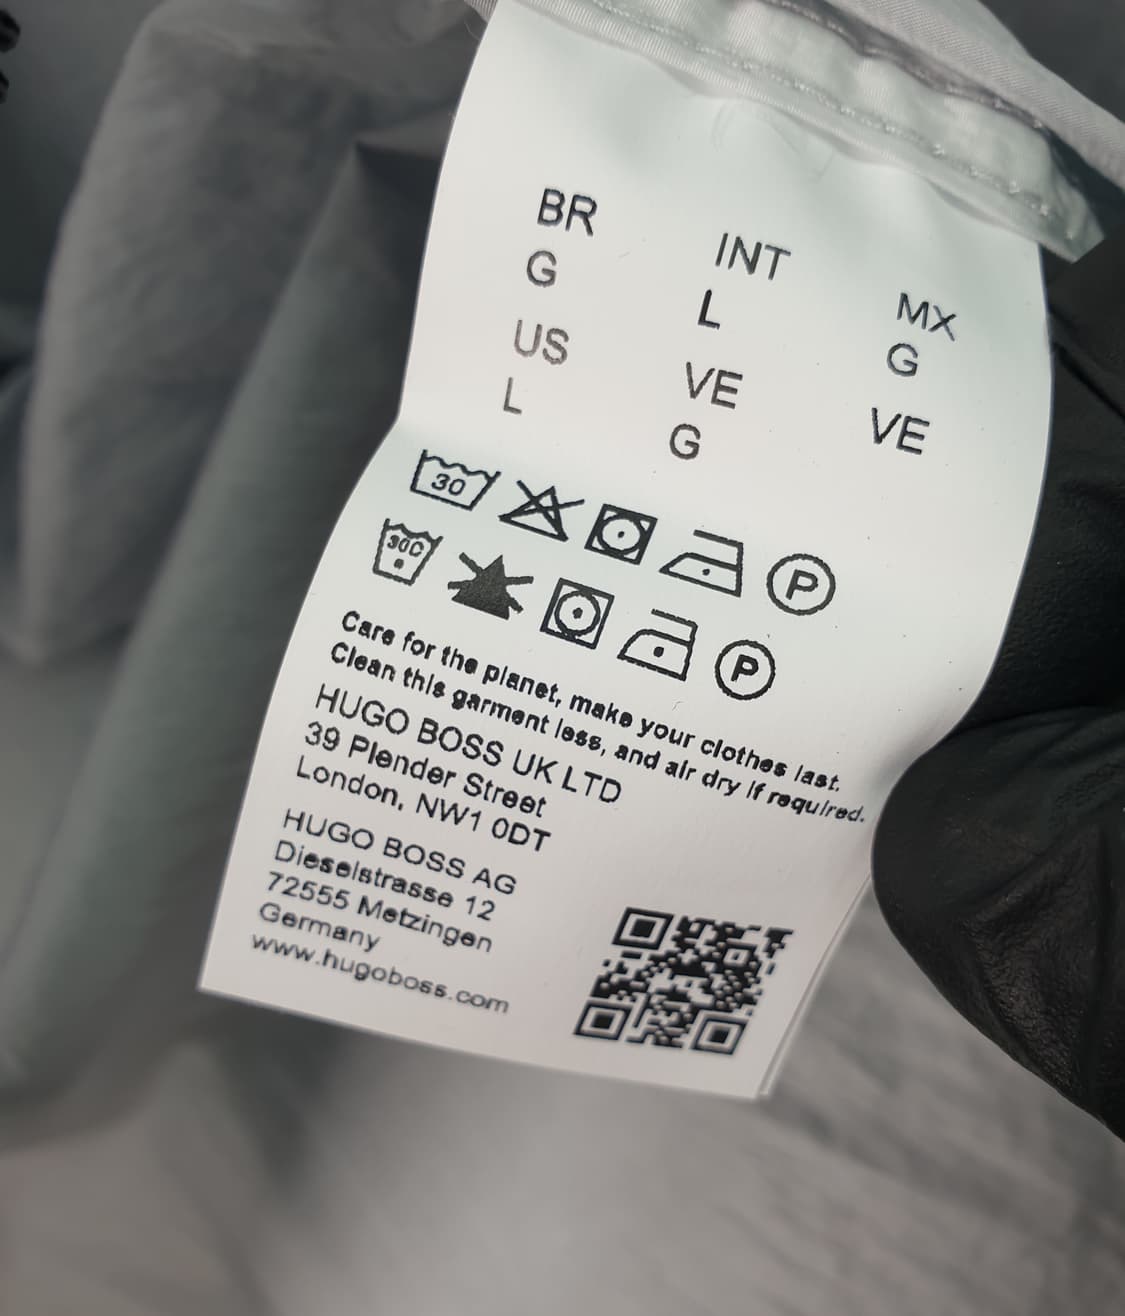 BR INT MX
G L G
US VE VE
L G
30
30C
P
P
Care for the planet, make your clothes last.
Clean this garment less, and air dry if required.
HUGO BOSS UK LTD
39 Plender Street
London, NW1 0DT
HUGO BOSS AG
Dieselstrasse 12
72555 Metzingen
Germany
www.hugoboss.com